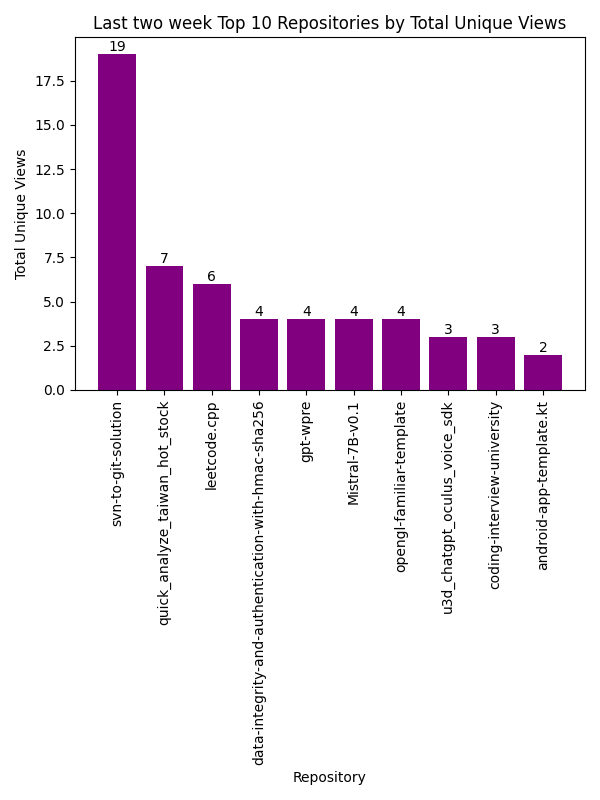 Last two week Top 10 Repositories by Total Unique Views
Total Unique Views
17.5
15.0
12.5
10.0
7.5
5.0
2.5
0.0
19
7
6
4
4
4
4
3
3
2
svn-to-git-solution
quick_analyze_taiwan_hot_stock
leetcode.cpp
data-integrity-and-authentication-with-hmac-sha256
gpt-wpre
Mistral-7B-v0.1
opengl-familiar-template
u3d_chatgpt_oculus_voice_sdk
coding-interview-university
android-app-template.kt
Repository